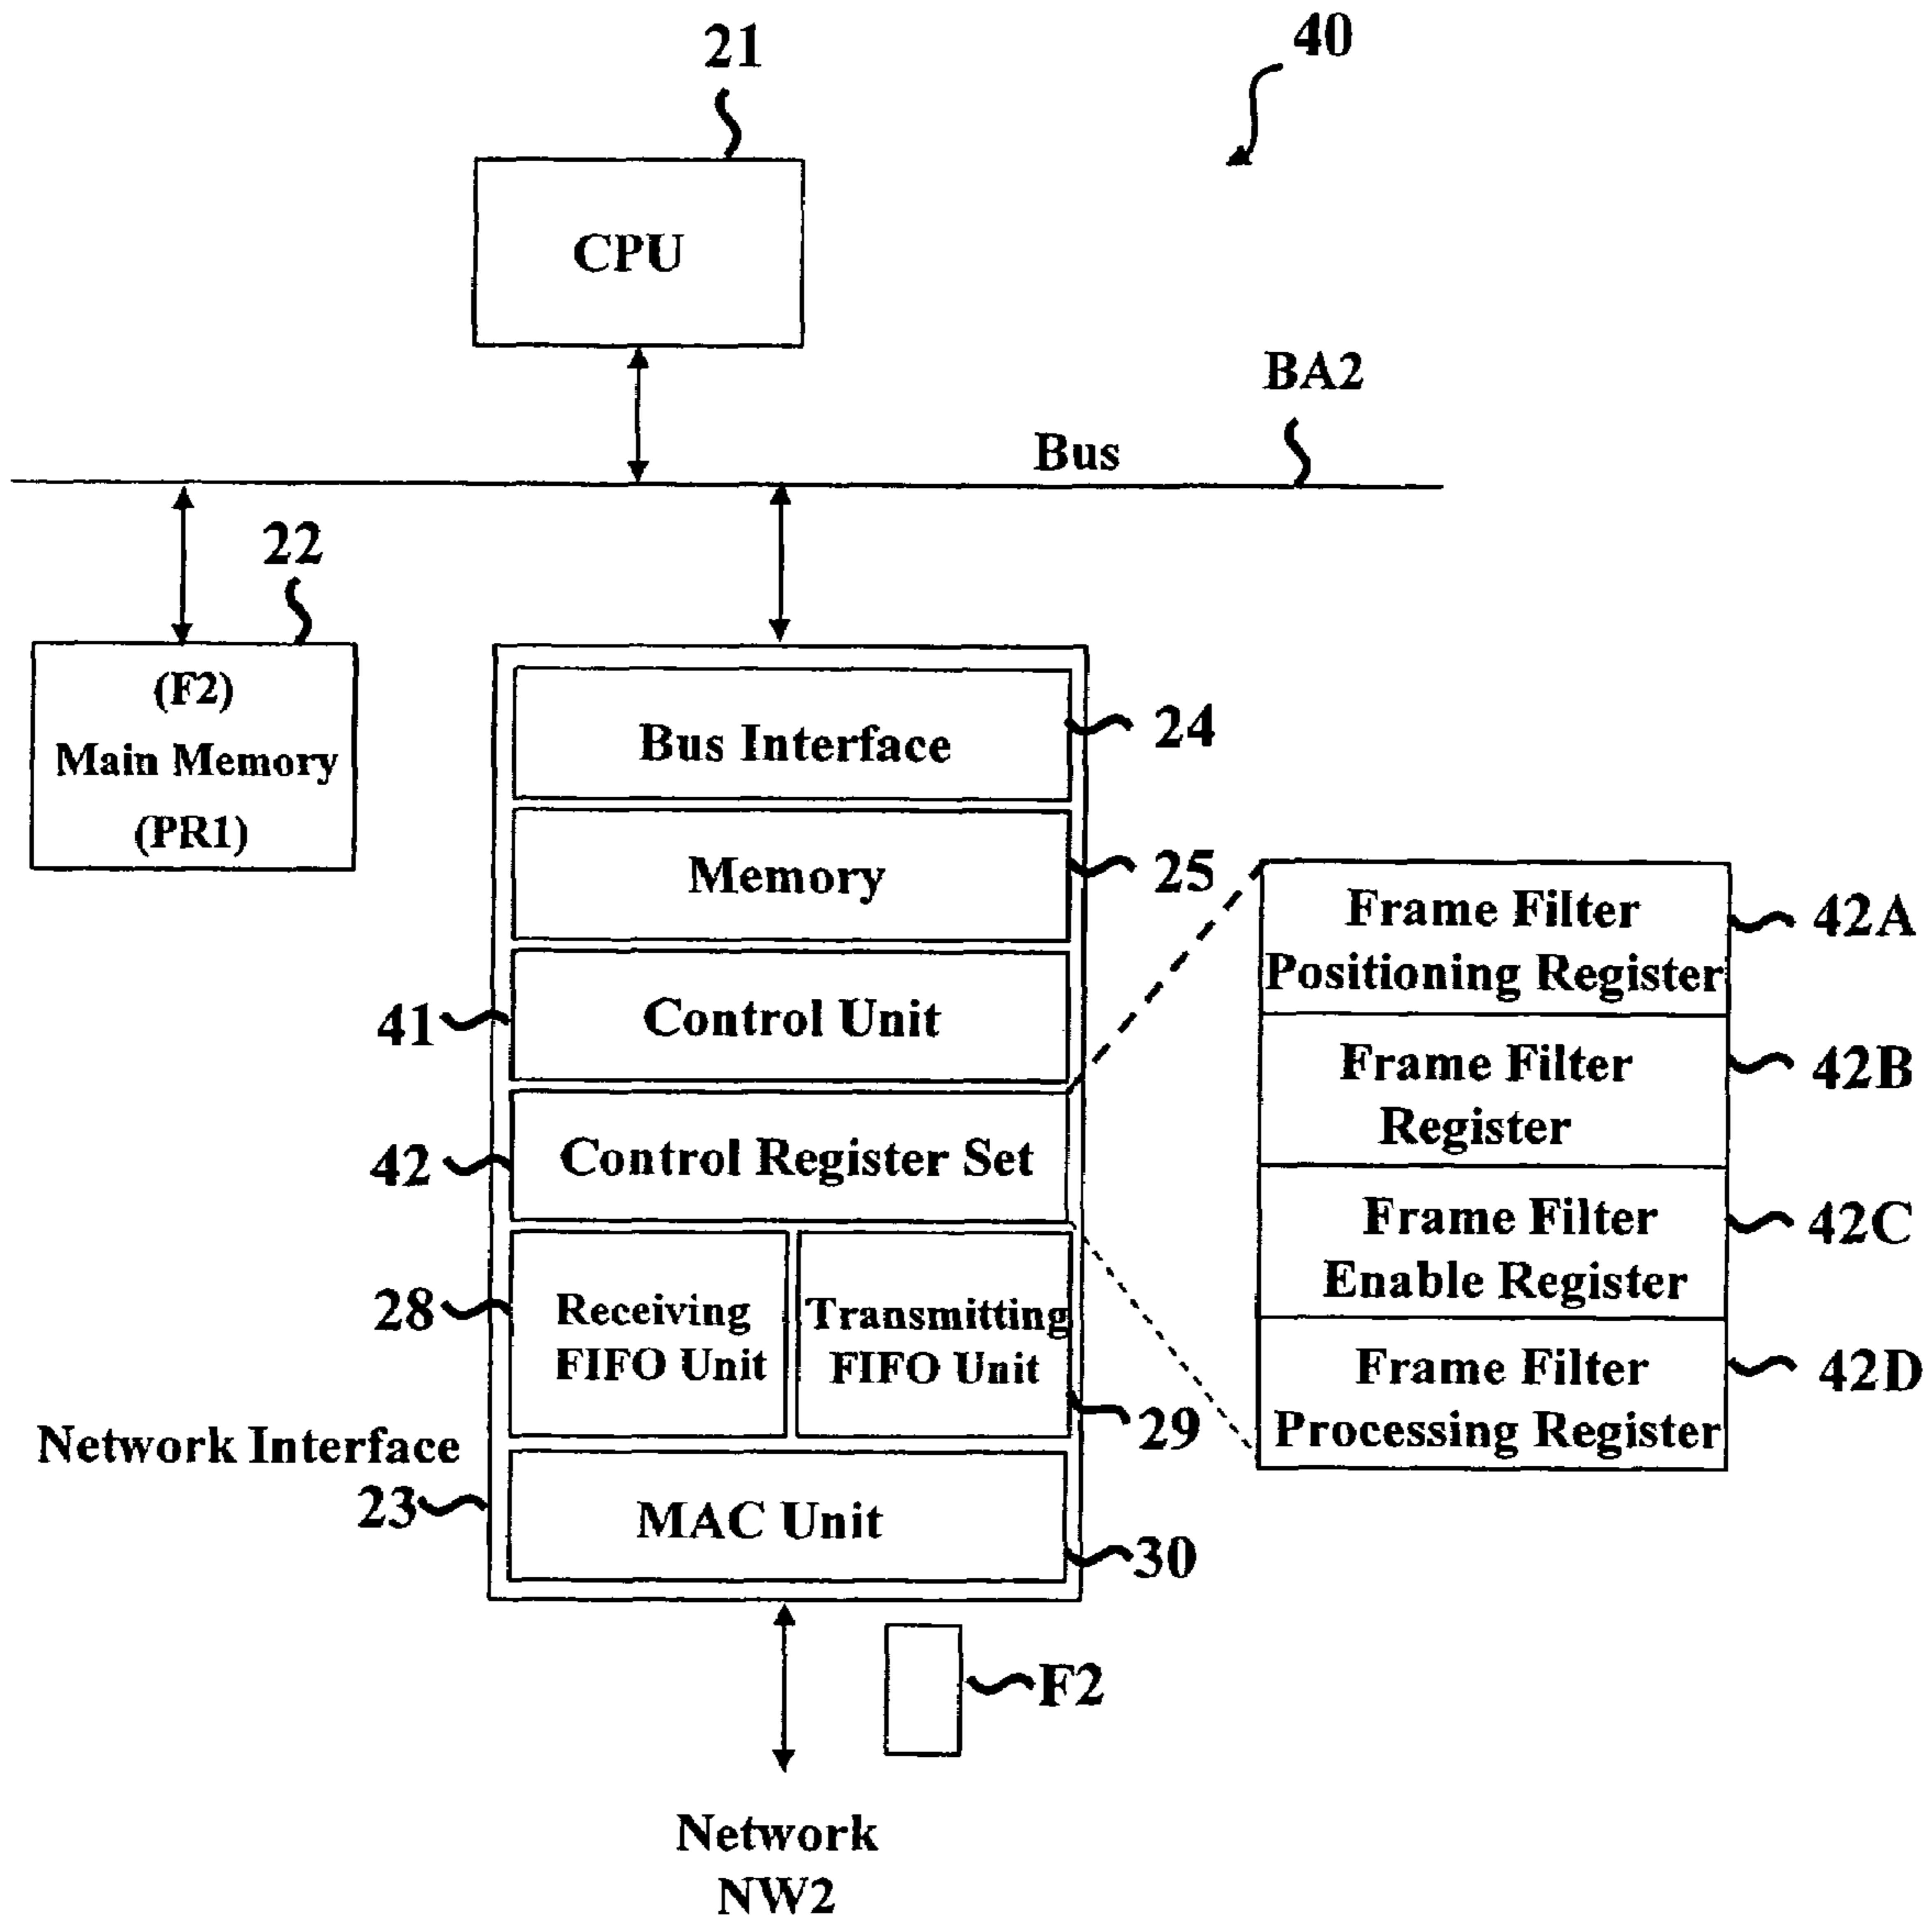 21
40
CPU
BA2
Bus
22
(F2)
Main Memory
(PR1)
Bus Interface
24
Memory
25
Control Unit
41
Control Register Set
42
Receiving
FIFO Unit
28
Transmitting
FIFO Unit
29
Network Interface
23
MAC Unit
30
Frame Filter
Positioning Register
42A
Frame Filter
Register
42B
Frame Filter
Enable Register
42C
Frame Filter
Processing Register
42D
F2
Network
NW2